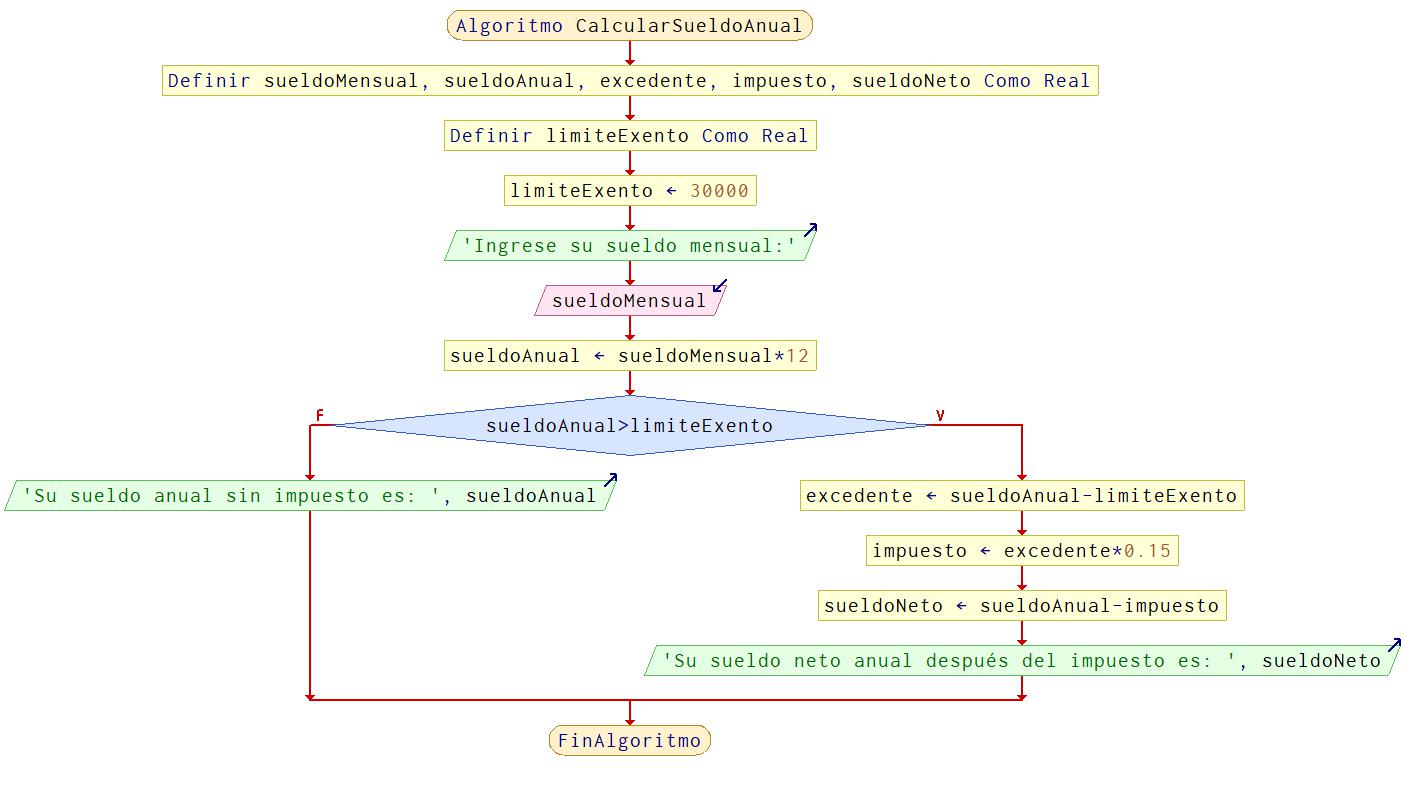 Algoritmo CalcularSueldoAnual
Definir sueldoMensual, sueldoAnual, excedente, impuesto, sueldoNeto Como Real
Definir limiteExento Como Real
limiteExento ← 30000
'Ingrese su sueldo mensual:'
sueldoMensual
sueldoAnual ← sueldoMensual*12
F
V
sueldoAnual>limiteExento
'Su sueldo anual sin impuesto es: ', sueldoAnual
excedente ← sueldoAnual-limiteExento
impuesto ← excedente*0.15
sueldoNeto ← sueldoAnual-impuesto
'Su sueldo neto anual después del impuesto es: ', sueldoNeto
FinAlgoritmo